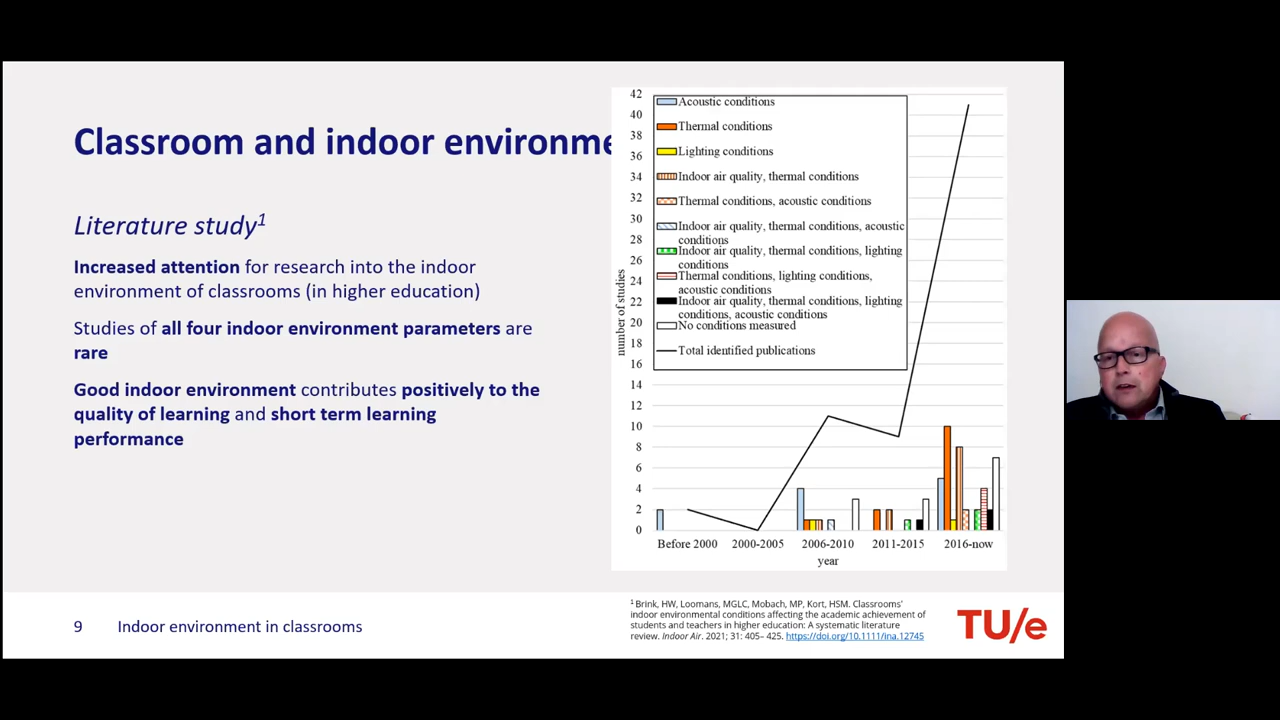 Classroom and indoor environme
Literature study1
Increased attention for research into the indoor
environment of classrooms (in higher education)
Studies of all four indoor environment parameters are
rare
Good indoor environment contributes positively to the
quality of learning and short term learning
performance
42
40
38
36
34
32
30
28
26
24
22
20
18
16
14
12
10
8
6
4
2
0
number of studies
Acoustic conditions
Thermal conditions
Lighting conditions
Indoor air quality, thermal conditions
Thermal conditions, acoustic conditions
Indoor air quality, thermal conditions, acoustic
conditions
Indoor air quality, thermal conditions, lighting
conditions
Thermal conditions, lighting conditions,
acoustic conditions
Indoor air quality, thermal conditions, lighting
conditions, acoustic conditions
No conditions measured
Total identified publications
Before 2000 2000-2005 2006-2010 2011-2015 2016-now
year
1 Brink, HW, Loomans, MGLC, Mobach, MP, Kort, HSM. Classrooms'
indoor environmental conditions affecting the academic achievement of
students and teachers in higher education: A systematic literature
review. Indoor Air. 2021; 31: 405– 425. https://doi.org/10.1111/ina.12745
9 Indoor environment in classrooms
TU/e